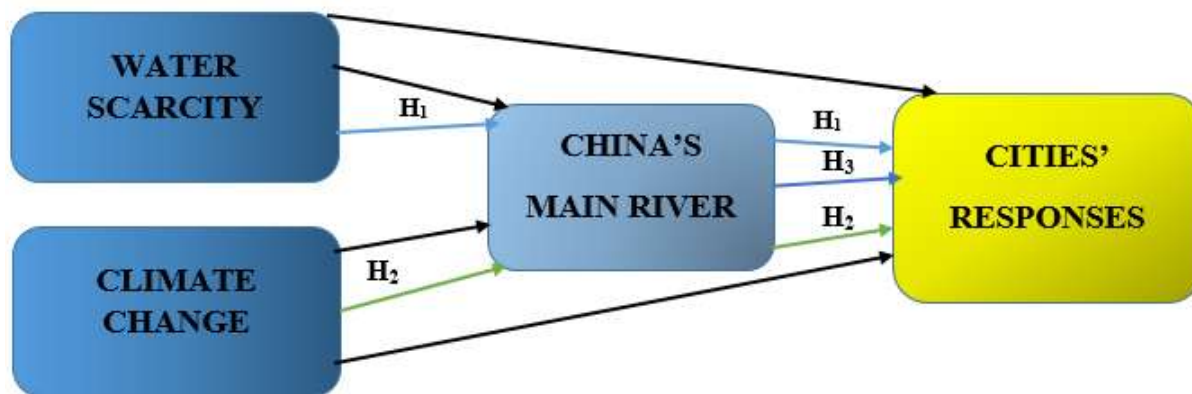 WATER
SCARCITY
H₁
CHINA’S
MAIN RIVER
H₁
H₃
H₂
CITIES’
RESPONSES
CLIMATE
CHANGE
H₂